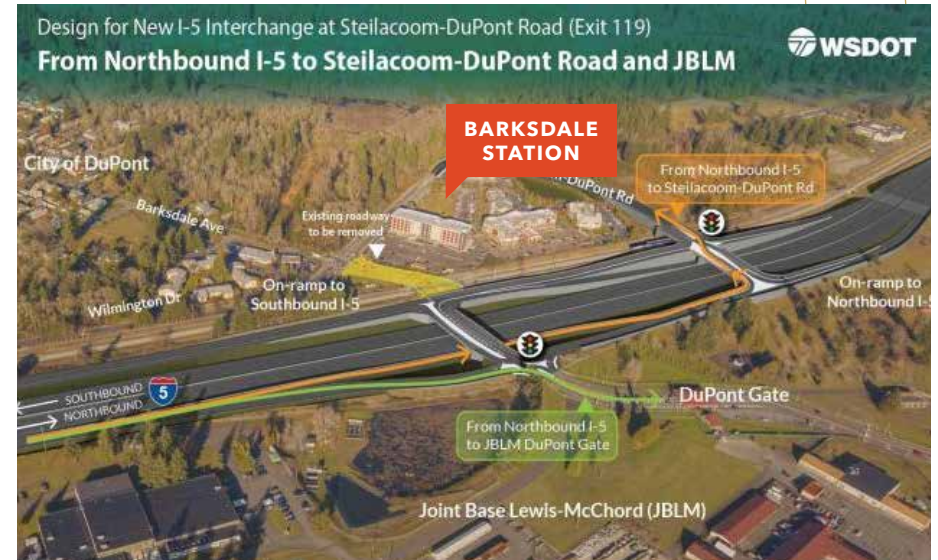 Design for New I-5 Interchange at Steilacoom-DuPont Road (Exit 119)
From Northbound I-5 to Steilacoom-DuPont Road and JBLM
WSDOT
BARKSDALE
STATION
City of DuPont
From Northbound I-5
to Steilacoom-DuPont Rd
-DuPont Rd
Barksdale Ave
Existing roadway
to be removed
On-ramp to
Southbound I-5
On-ramp to
Northbound I-5
Wilmington Dr
SOUTHBOUND
NORTHBOUND
5
DuPont Gate
From Northbound I-5
to JBLM DuPont Gate
Joint Base Lewis-McChord (JBLM)